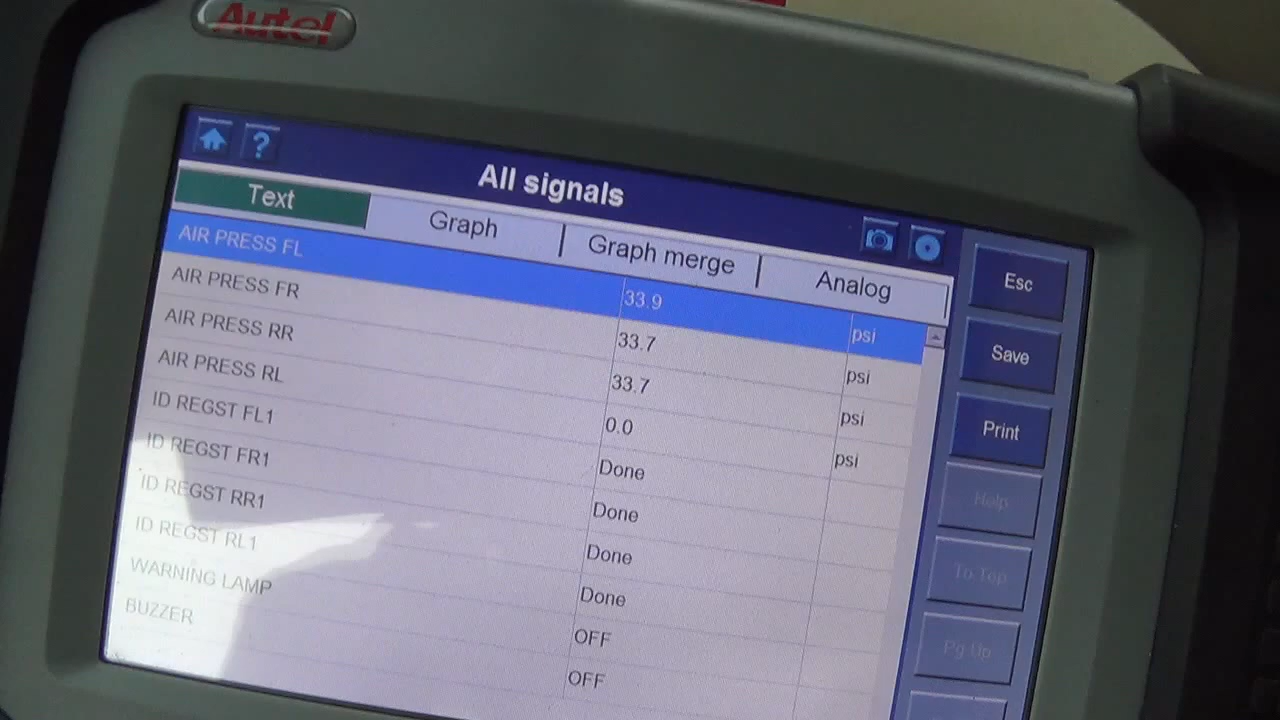 Autel
All signals
Text Graph Graph merge Analog
AIR PRESS FL 33.9 psi
AIR PRESS FR 33.7 psi
AIR PRESS RR 33.7 psi
AIR PRESS RL 0.0 psi
ID REGST FL1 Done
ID REGST FR1 Done
ID REGST RR1 Done
ID REGST RL1 Done
WARNING LAMP OFF
BUZZER OFF
Esc
Save
Print
Help
To Top
Pg Up